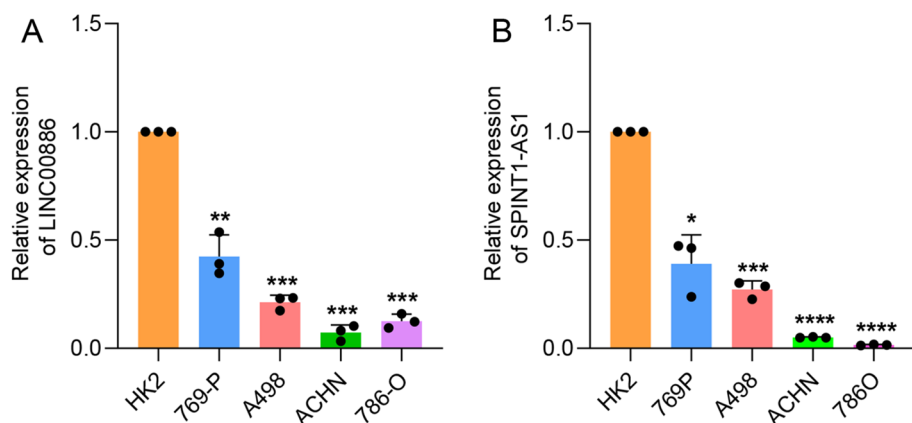 A
Relative expression
of LINC00886
1.5
1.0
0.5
0.0
**
***
***
***
HK2
769-P
A498
ACHN
786-O
B
Relative expression
of SPINT1-AS1
1.5
1.0
0.5
0.0
*
***
****
****
HK2
769P
A498
ACHN
786O